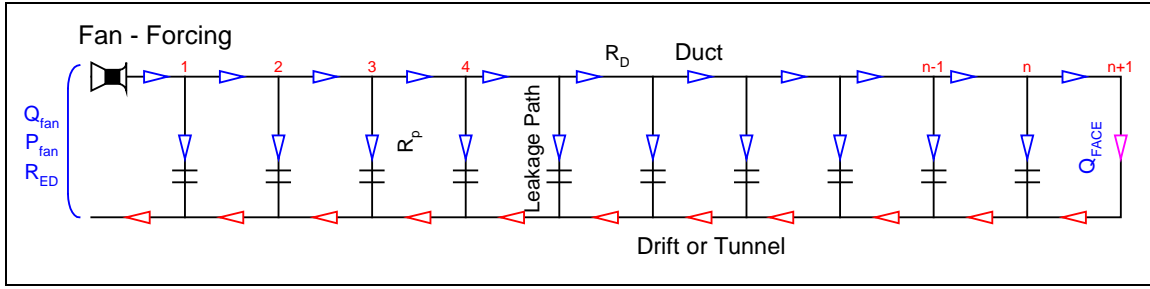 Fan - Forcing
R_D
Duct
1
2
3
4
n-1
n
n+1
Q_fan
P_fan
R_ED
R_p
Leakage Path
Q_FACE
Drift or Tunnel